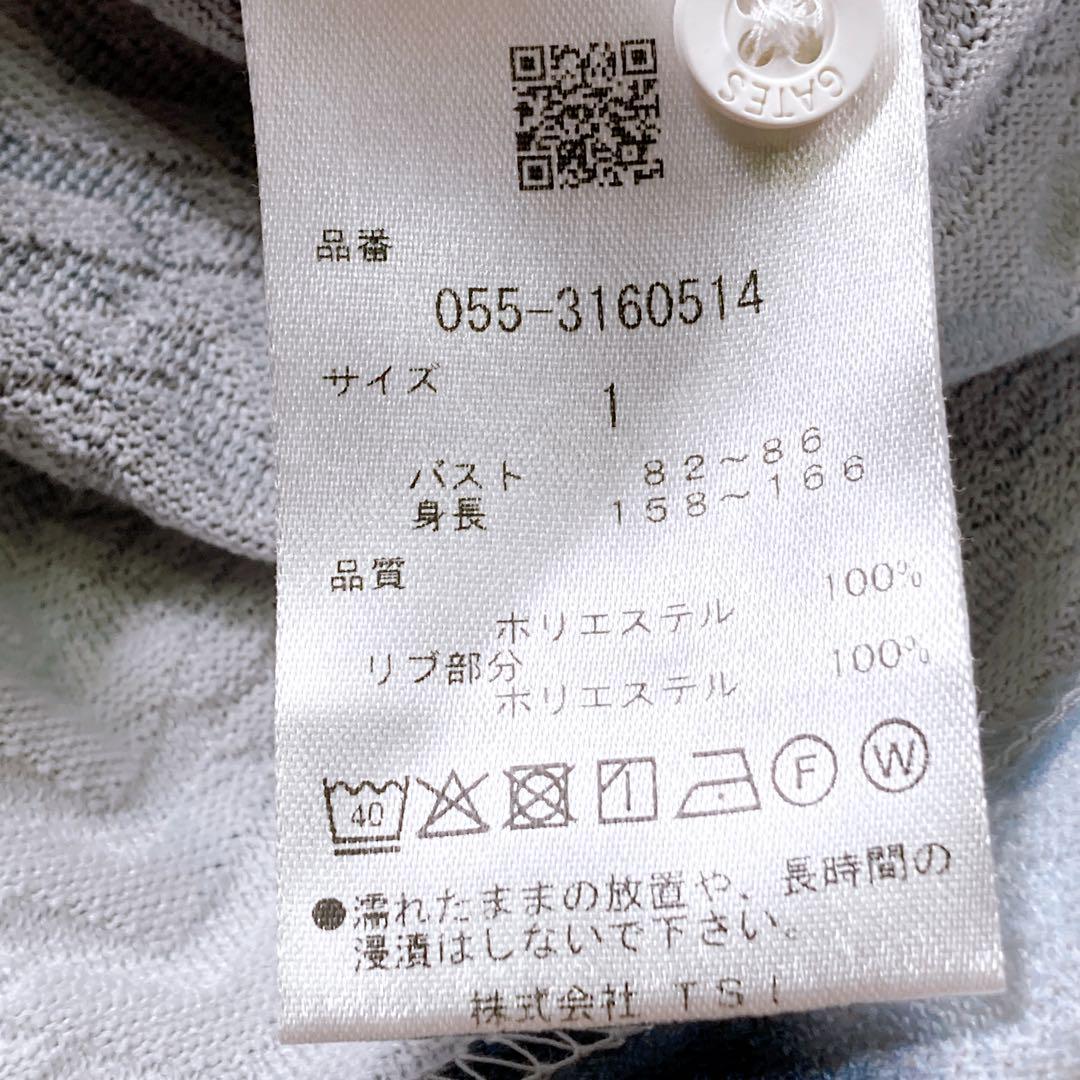 GATES
品番
055-3160514
サイズ
1
バスト 82～86
身長 158～166
品質
ポリエステル 100%
リブ部分
ポリエステル 100%
40
F
W
●濡れたままの放置や、長時間の
浸漬はしないで下さい。
株式会社 TSI